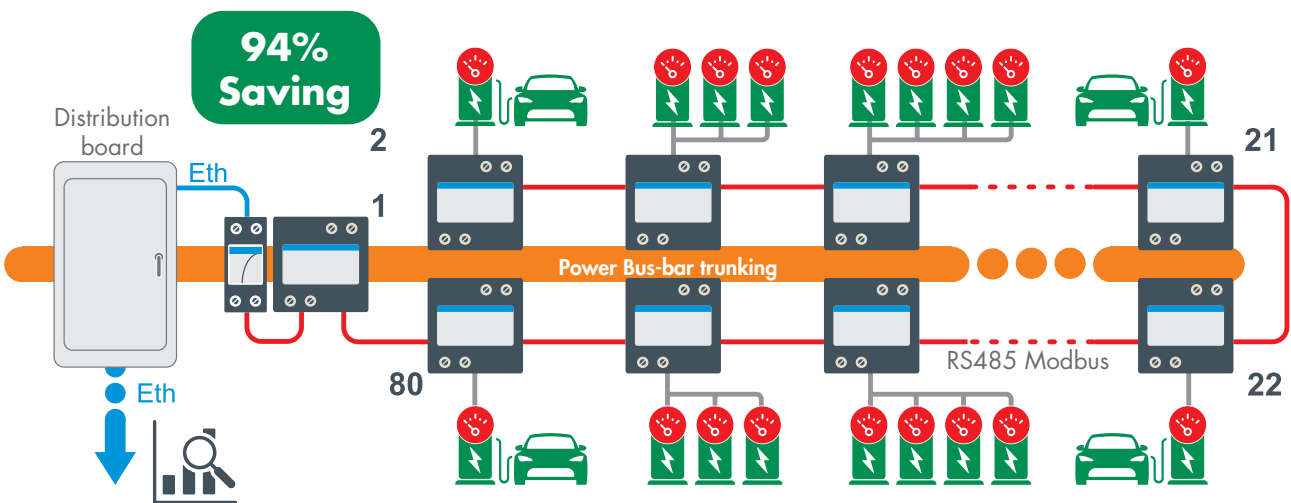 94%
Saving
Distribution
board
2
21
Eth
1
Power Bus-bar trunking
RS485 Modbus
80
22
Eth